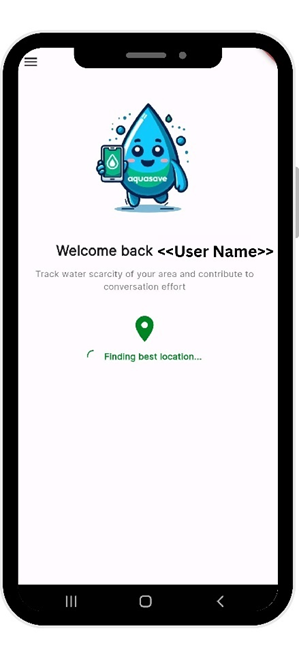 aquasave
Welcome back <<User Name>>
Track water scarcity of your area and contribute to
conversation effort
Finding best location...